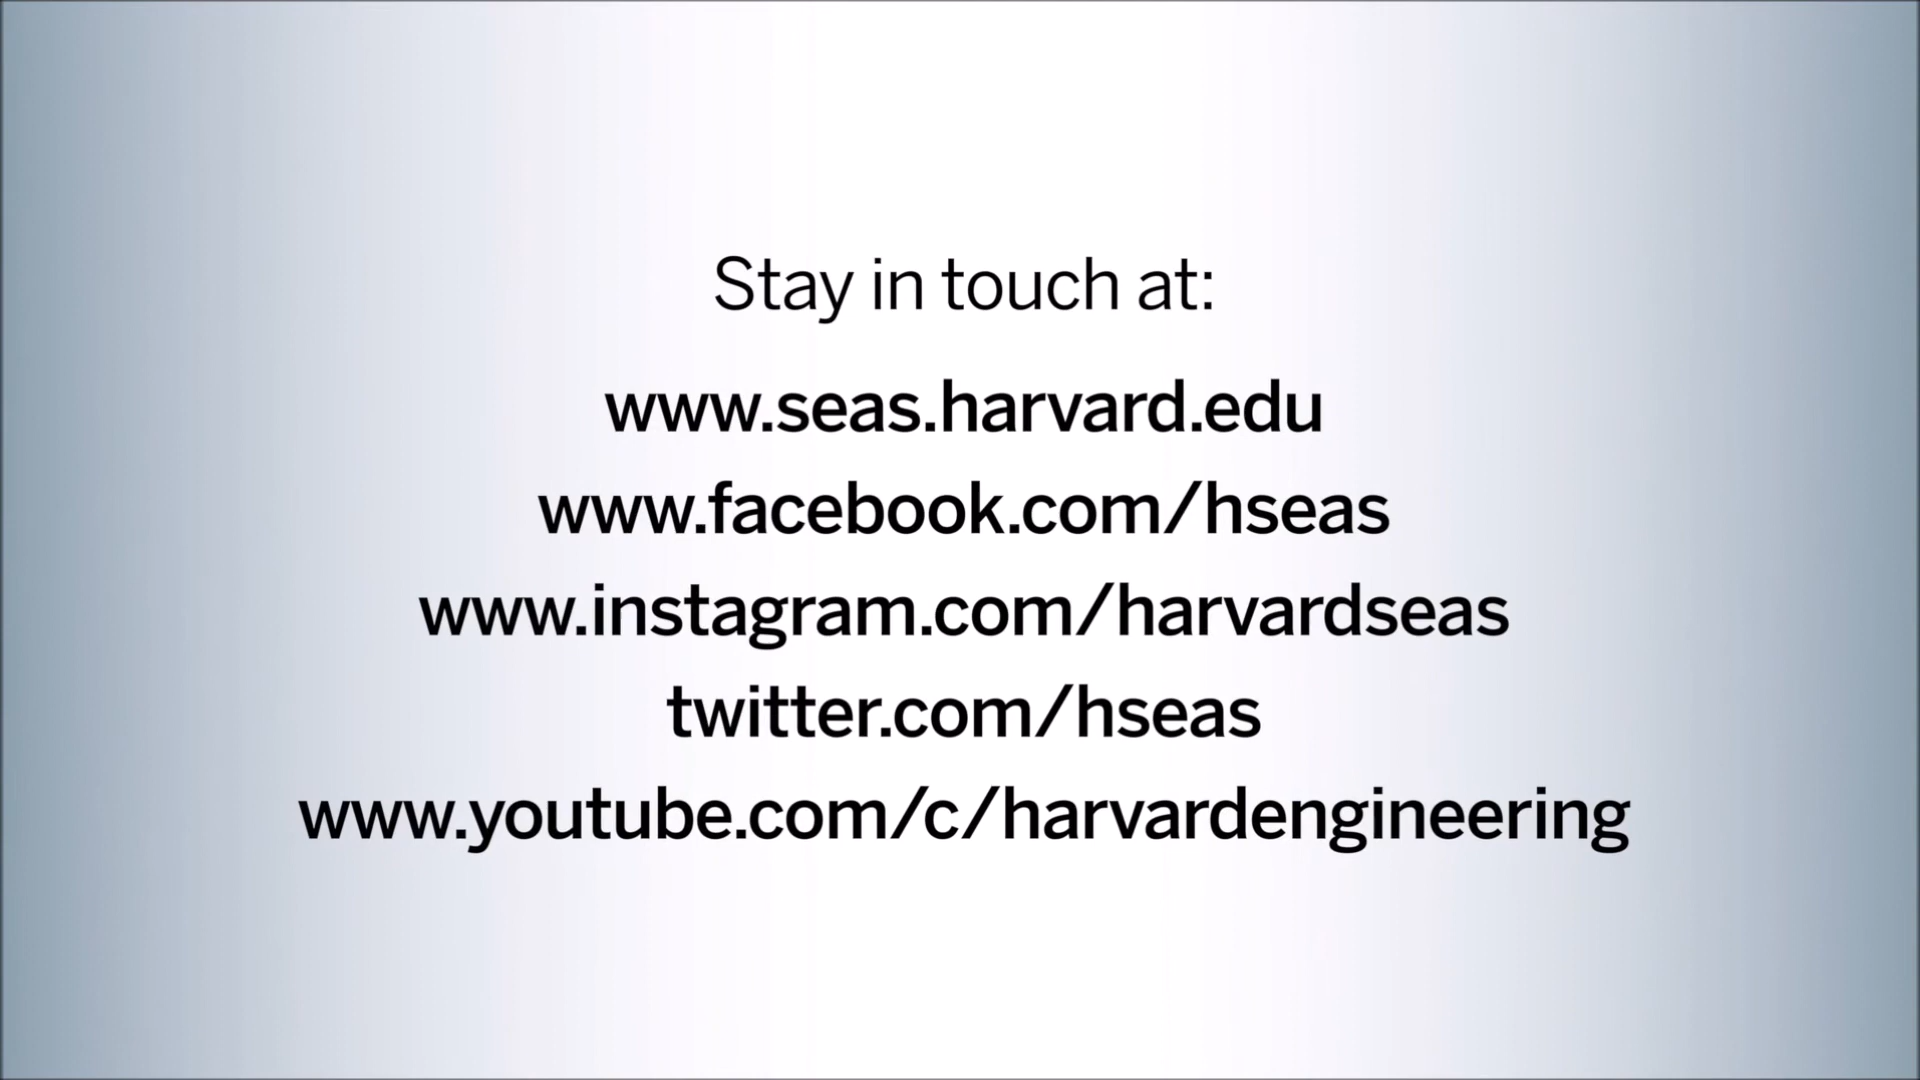 Stay in touch at:
www.seas.harvard.edu
www.facebook.com/hseas
www.instagram.com/harvardseas
twitter.com/hseas
www.youtube.com/c/harvardengineering